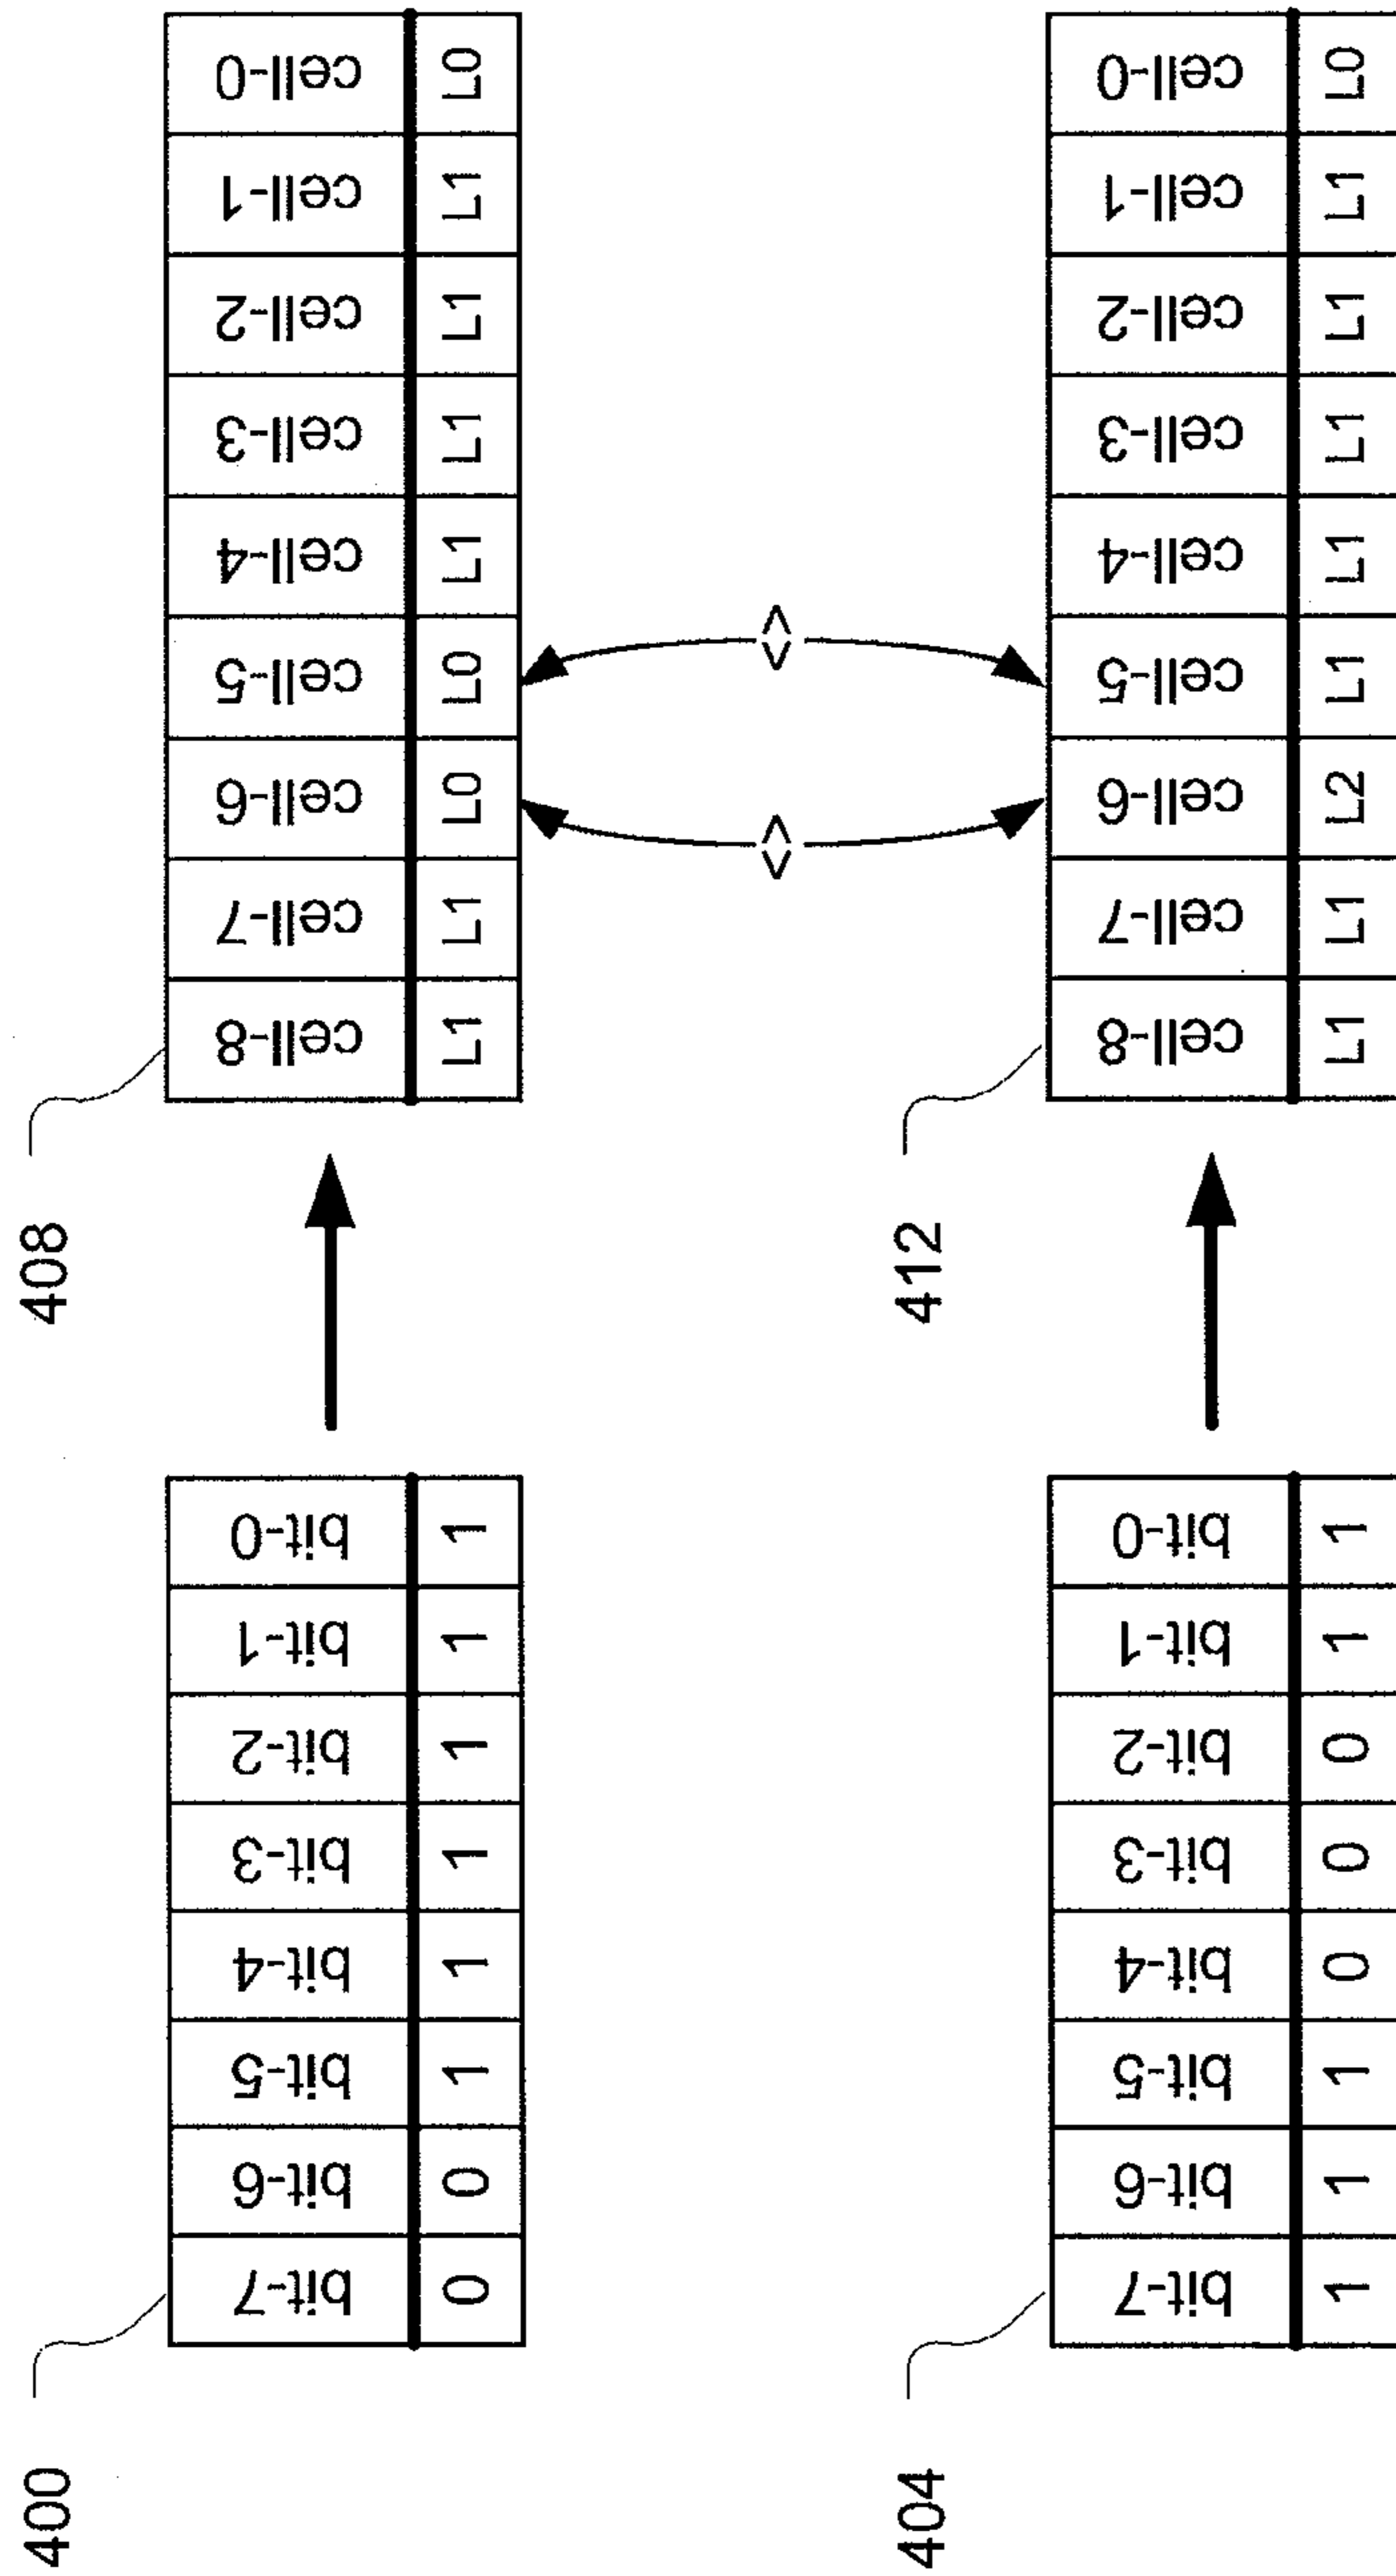 400 408
bit-7 bit-6 bit-5 bit-4 bit-3 bit-2 bit-1 bit-0 cell-8 cell-7 cell-6 cell-5 cell-4 cell-3 cell-2 cell-1 cell-0
0 0 1 1 1 1 1 1 L1 L1 L0 L0 L1 L1 L1 L1 L0
<> <>
404 412
bit-7 bit-6 bit-5 bit-4 bit-3 bit-2 bit-1 bit-0 cell-8 cell-7 cell-6 cell-5 cell-4 cell-3 cell-2 cell-1 cell-0
1 1 1 0 0 0 1 1 L1 L1 L2 L1 L1 L1 L1 L1 L0